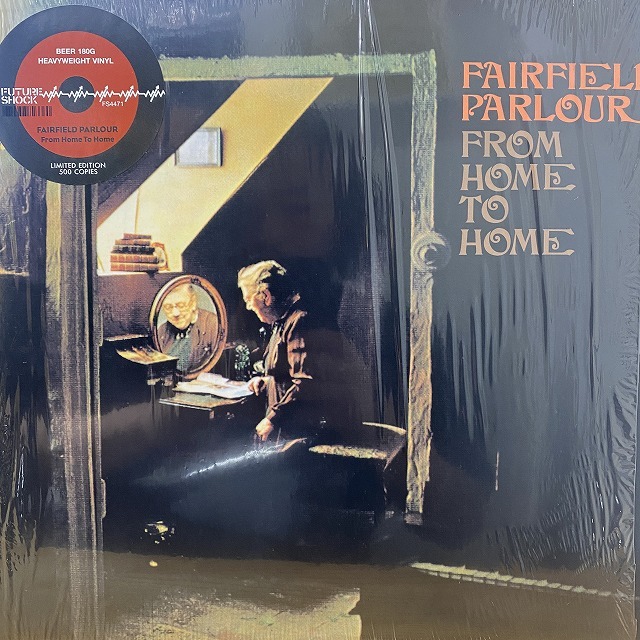 BEER 180G
HEAVYWEIGHT VINYL
FUTURE
SHOCK
FS4471
FAIRFIELD PARLOUR
From Home To Home
LIMITED EDITION
500 COPIES
FAIRFIEL
PARLOUR
FROM
HOME
TO
HOME